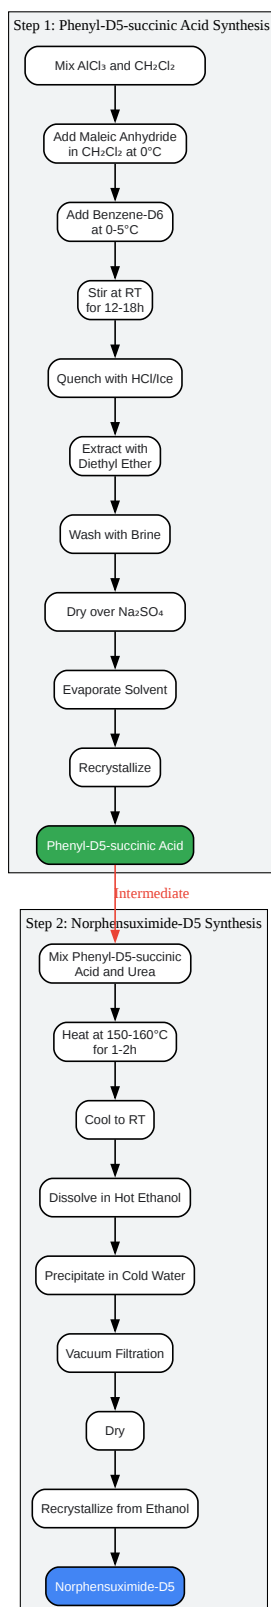 Step 1: Phenyl-D5-succinic Acid Synthesis
Mix AlCl₃ and CH₂Cl₂
Add Maleic Anhydride
in CH₂Cl₂ at 0°C
Add Benzene-D6
at 0-5°C
Stir at RT
for 12-18h
Quench with HCl/Ice
Extract with
Diethyl Ether
Wash with Brine
Dry over Na₂SO₄
Evaporate Solvent
Recrystallize
Phenyl-D5-succinic Acid
Intermediate
Step 2: Norphensuximide-D5 Synthesis
Mix Phenyl-D5-succinic
Acid and Urea
Heat at 150-160°C
for 1-2h
Cool to RT
Dissolve in Hot Ethanol
Precipitate in Cold Water
Vacuum Filtration
Dry
Recrystallize from Ethanol
Norphensuximide-D5